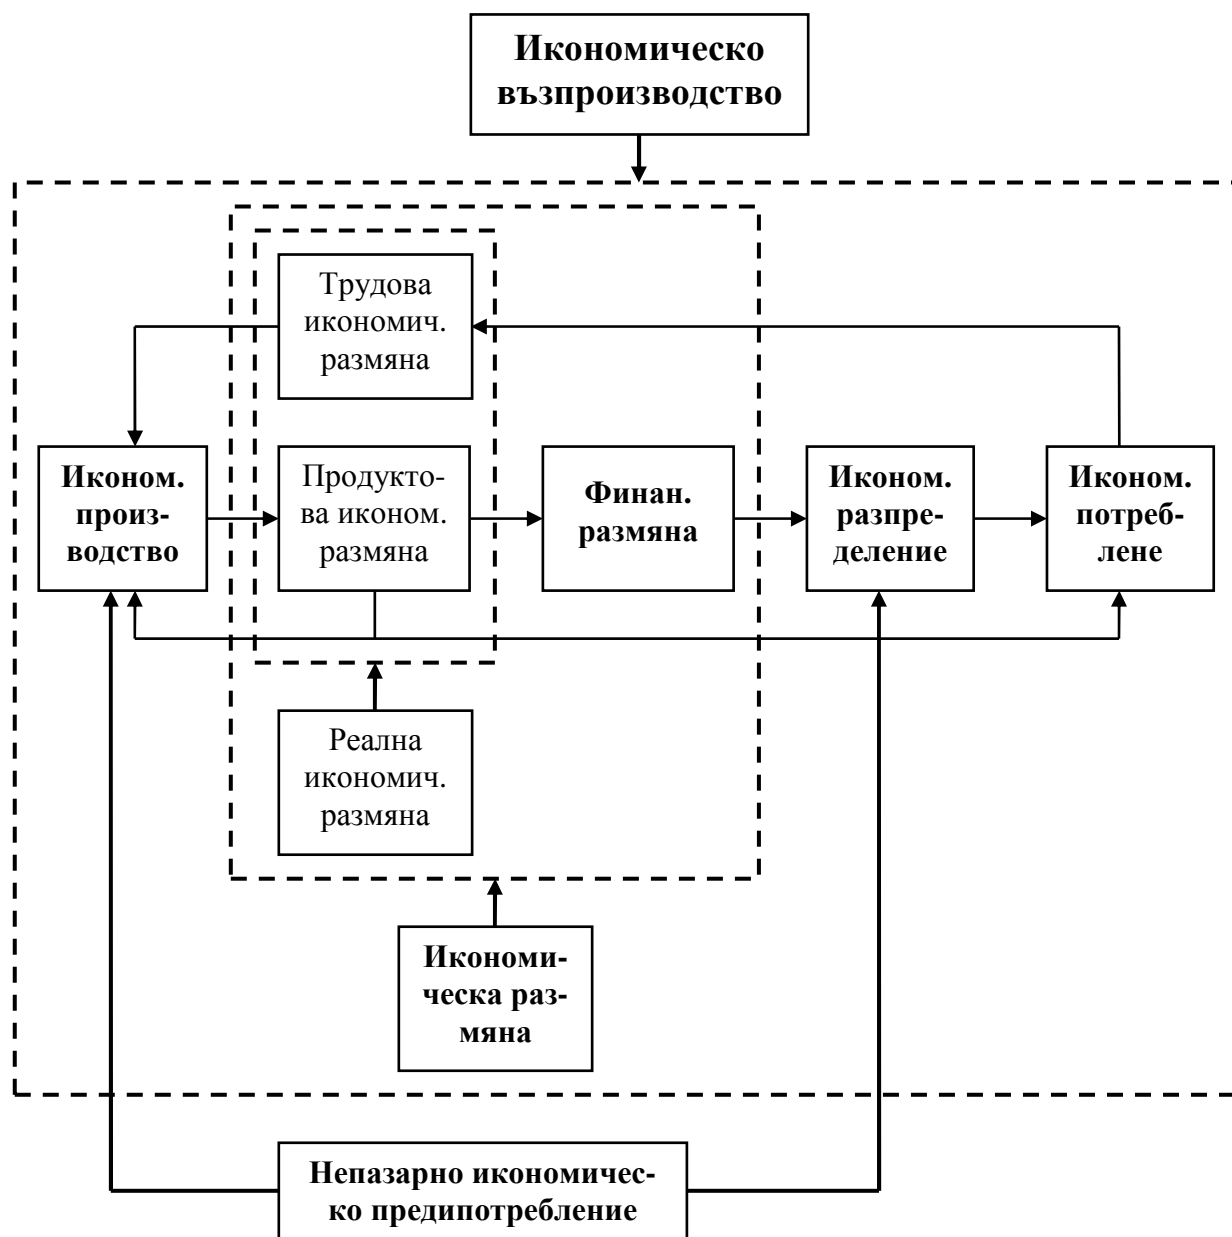 Икономическо
възпроизводство
Трудова
икономич.
размяна
Иконом.
произ-
водство
Продукто-
ва иконом.
размяна
Финан.
размяна
Иконом.
разпре-
деление
Иконом.
потреб-
лене
Реална
икономич.
размяна
Икономи-
ческа раз-
мяна
Непазарно икономичес-
ко предипотребление